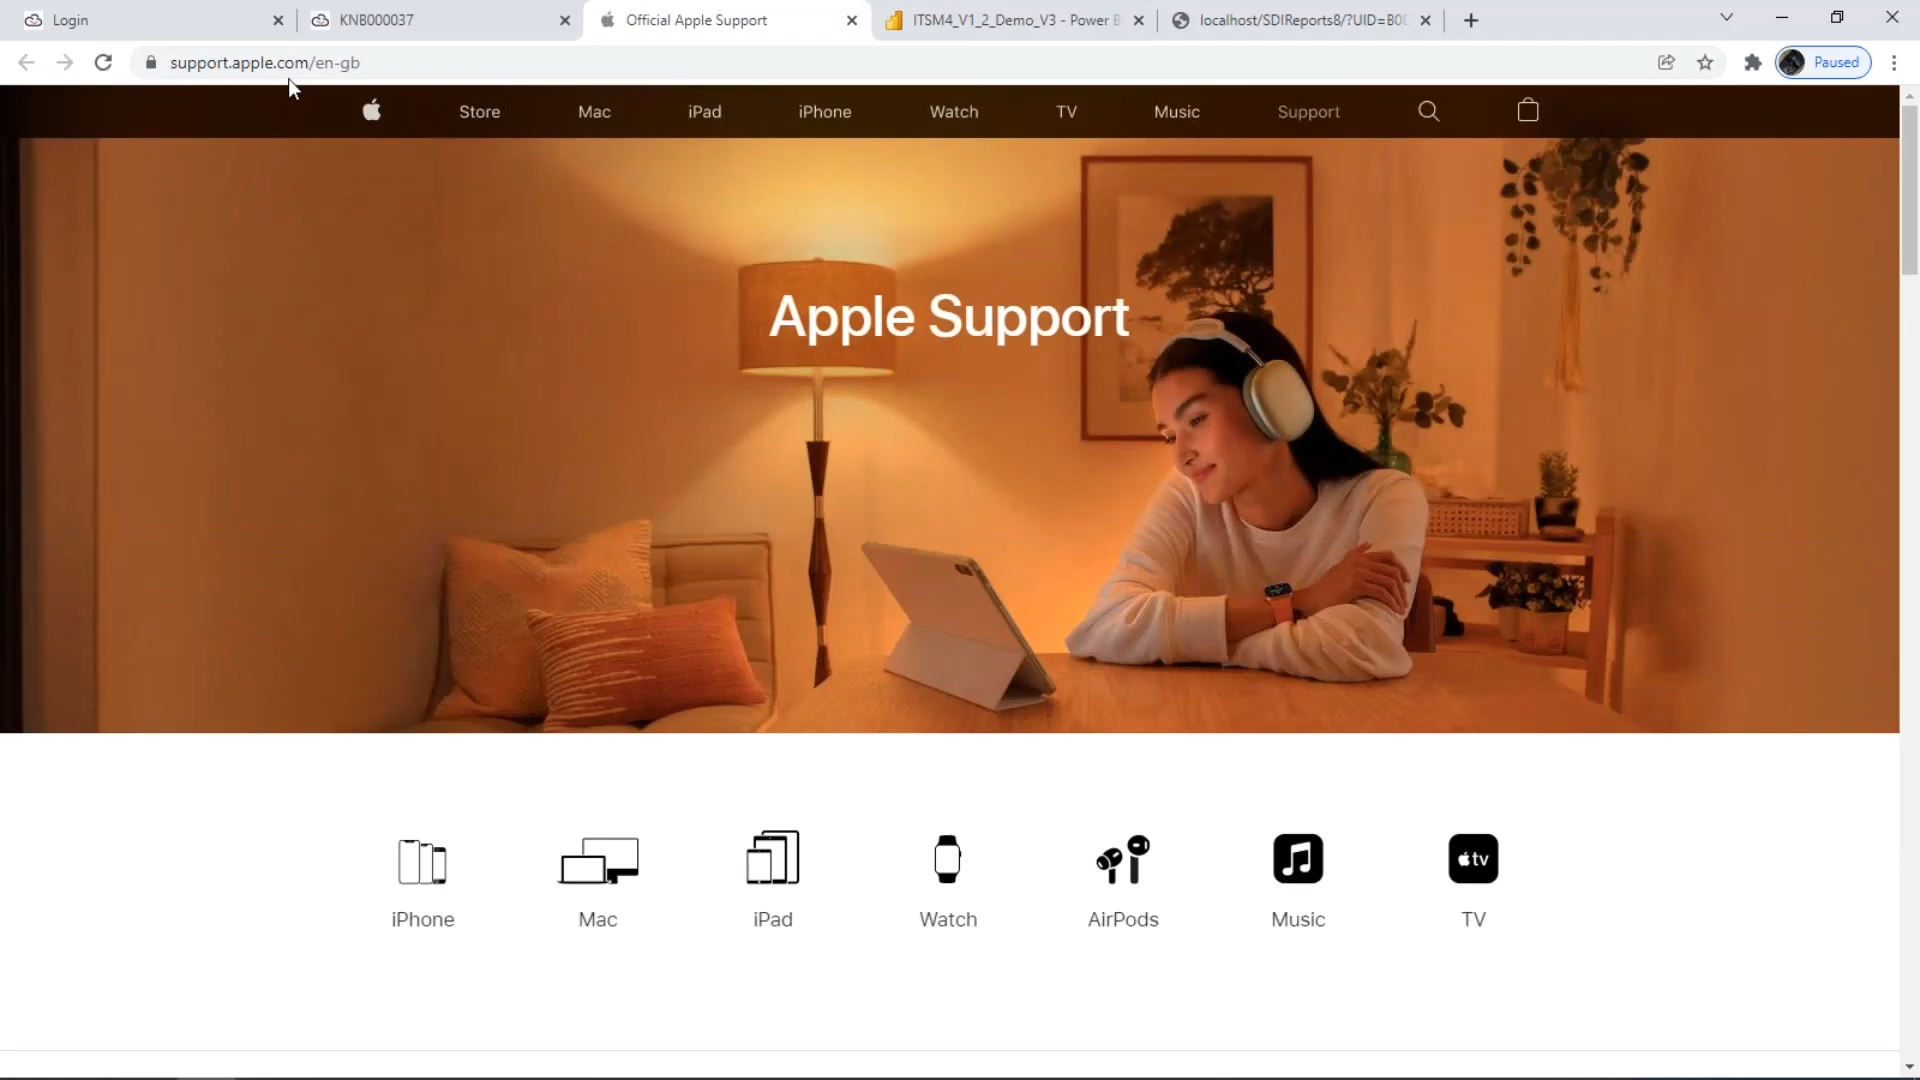 Login
KNB000037
Official Apple Support
ITSM4_V1_2_Demo_V3 - Power B
localhost/SDIReports8/?UID=B0
support.apple.com/en-gb
Paused
Store
Mac
iPad
iPhone
Watch
TV
Music
Support
Apple Support
iPhone
Mac
iPad
Watch
AirPods
Music
tv
TV